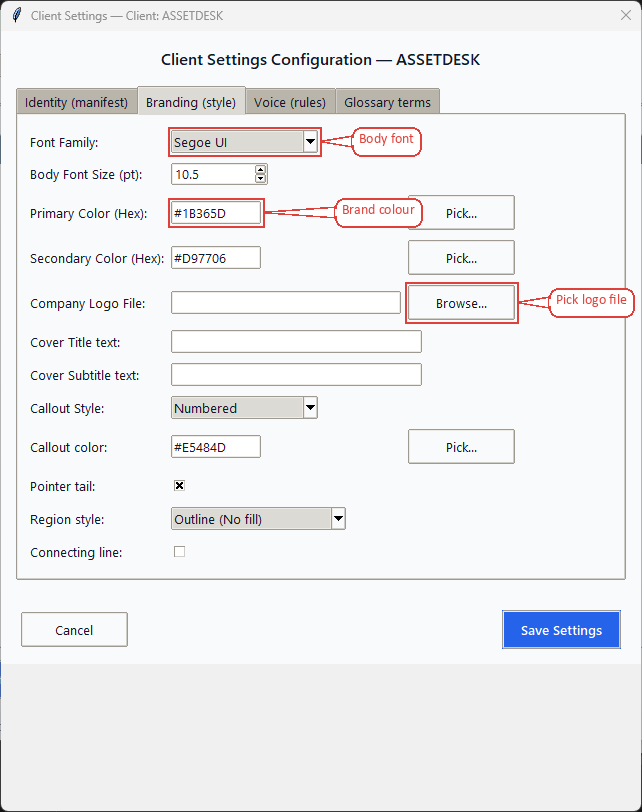 Client Settings — Client: ASSETDESK
Client Settings Configuration — ASSETDESK
Identity (manifest) Branding (style) Voice (rules) Glossary terms
Font Family: Segoe UI Body font
Body Font Size (pt): 10.5
Primary Color (Hex): #1B365D Brand colour Pick...
Secondary Color (Hex): #D97706 Pick...
Company Logo File: Browse... Pick logo file
Cover Title text:
Cover Subtitle text:
Callout Style: Numbered
Callout color: #E5484D Pick...
Pointer tail:
Region style: Outline (No fill)
Connecting line:
Cancel Save Settings